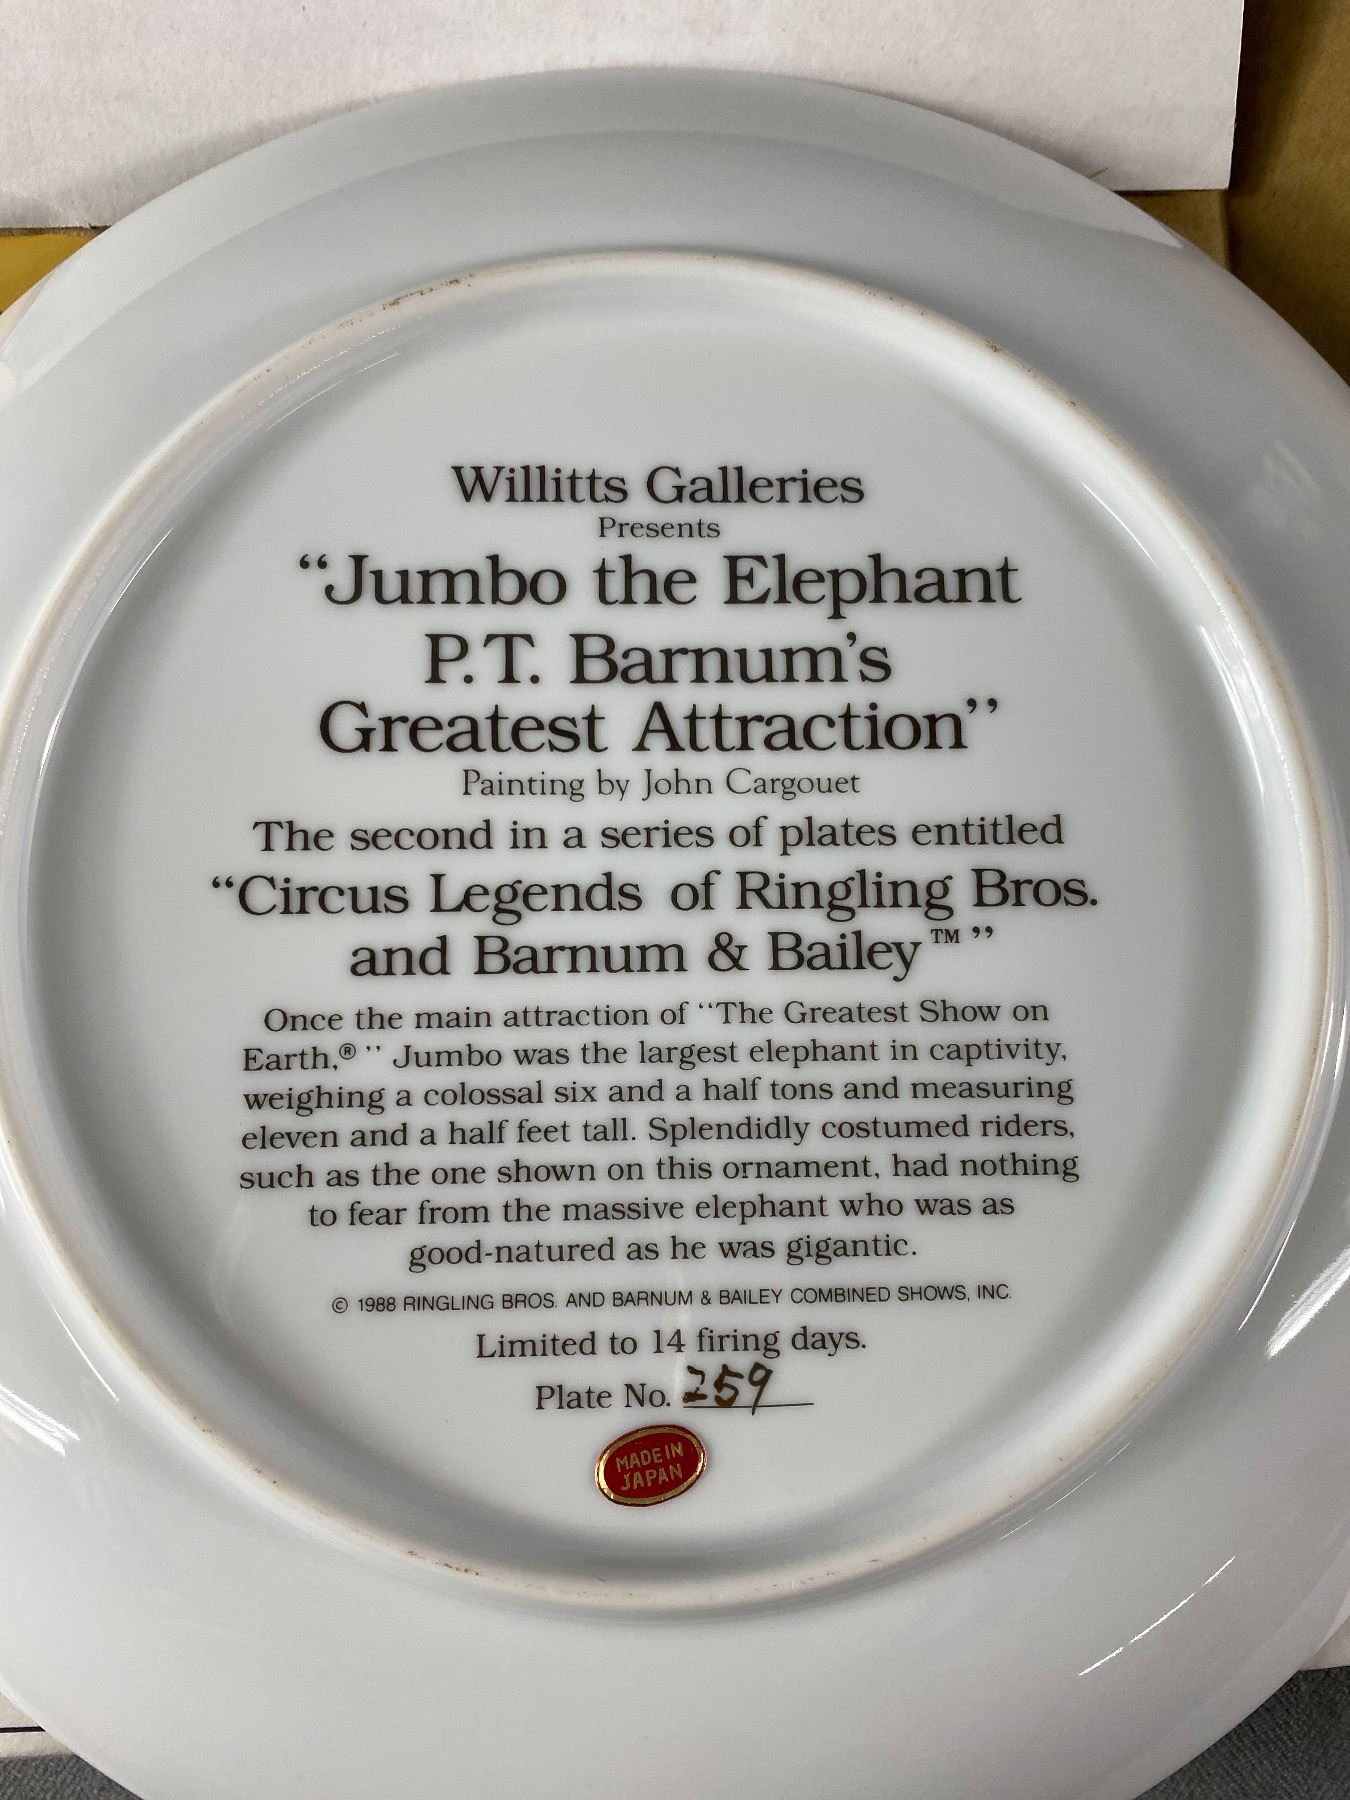 Willitts Galleries
Presents
“Jumbo the Elephant
P.T. Barnum’s
Greatest Attraction”
Painting by John Cargouet
The second in a series of plates entitled
“Circus Legends of Ringling Bros.
and Barnum & Bailey™”
Once the main attraction of “The Greatest Show on
Earth,®” Jumbo was the largest elephant in captivity,
weighing a colossal six and a half tons and measuring
eleven and a half feet tall. Splendidly costumed riders,
such as the one shown on this ornament, had nothing
to fear from the massive elephant who was as
good-natured as he was gigantic.
© 1988 RINGLING BROS. AND BARNUM & BAILEY COMBINED SHOWS, INC.
Limited to 14 firing days.
Plate No. 259
MADE IN
JAPAN